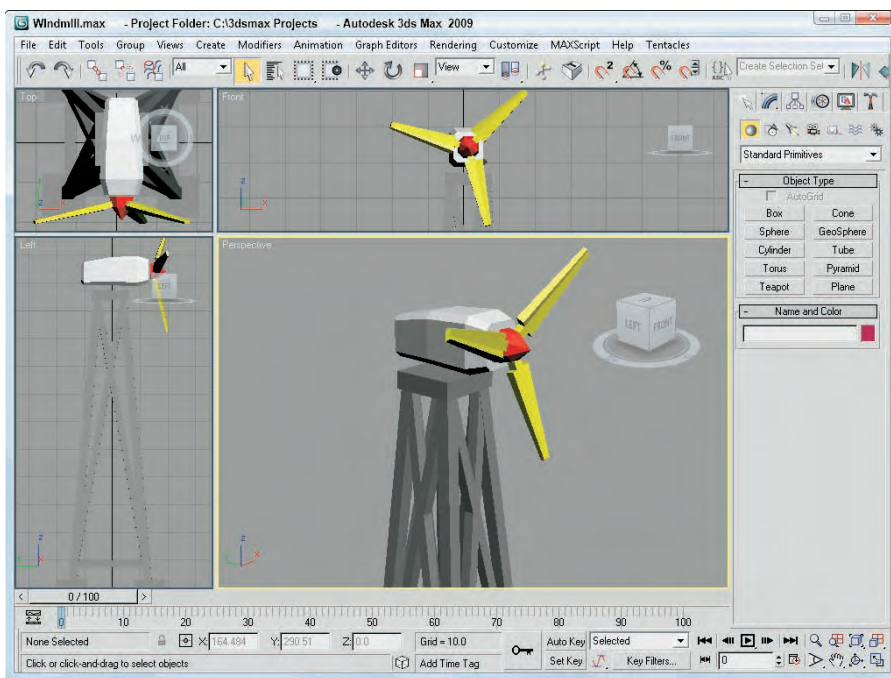 WIndmill.max - Project Folder: C:\3dsmax Projects - Autodesk 3ds Max 2009
File Edit Tools Group Views Create Modifiers Animation Graph Editors Rendering Customize MAXScript Help Tentacles
All View Create Selection Set
Top Front
TOP FRONT
Z X
Left Perspective
LEFT
LEFT FRONT
Standard Primitives
- Object Type
AutoGrid
Box Cone
Sphere GeoSphere
Cylinder Tube
Torus Pyramid
Teapot Plane
- Name and Color
Z X
Z X
< 0 / 100 >
0 10 20 30 40 50 60 70 80 90 100
None Selected X: 164.484 Y: 290.51 Z: 0.0 Grid = 10.0 Auto Key Selected
Click or click-and-drag to select objects Add Time Tag Set Key Key Filters... 0